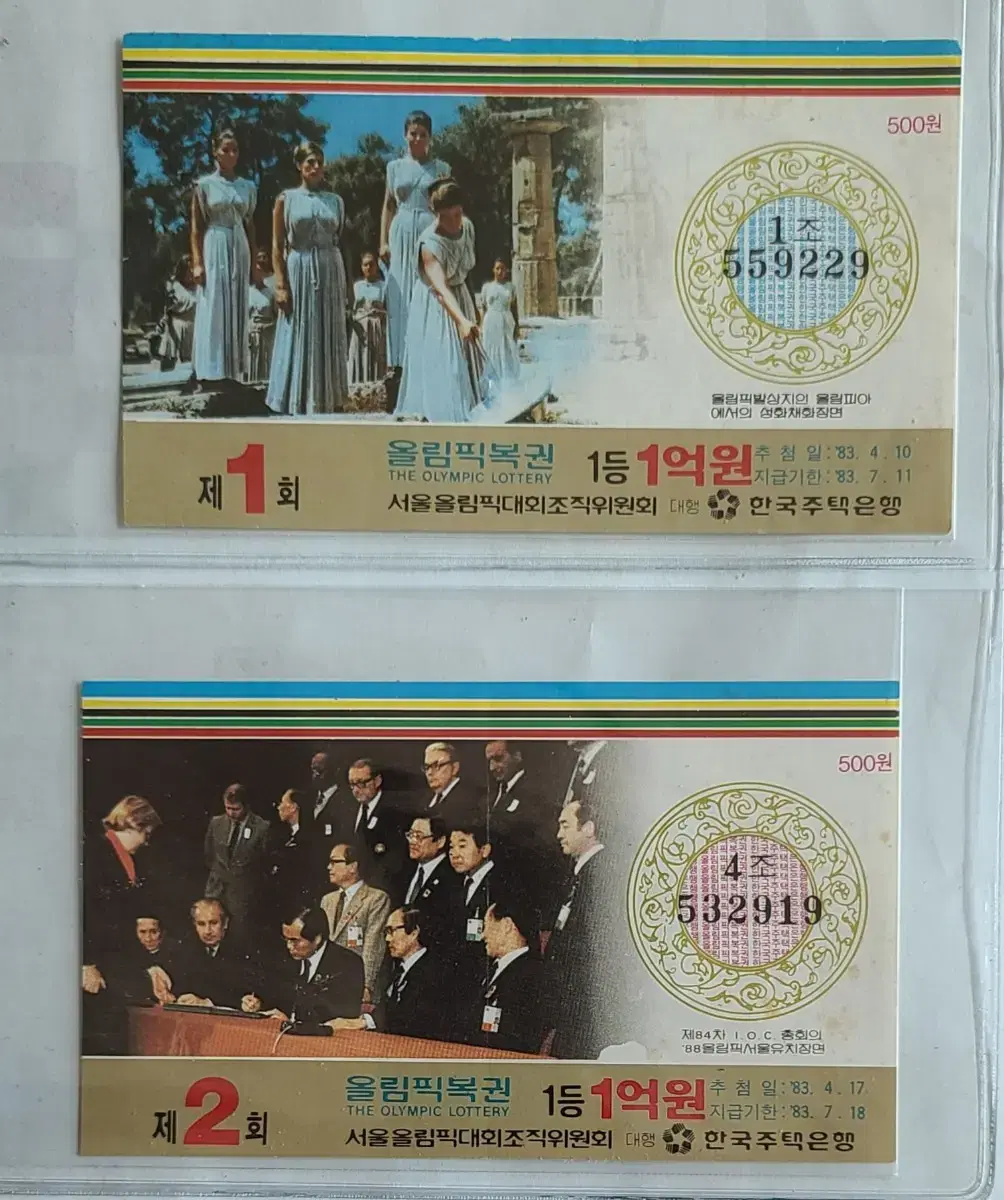 500원
1 조
559229
올림픽발상지의 올림피아
에서의 성화채화장면
제1회
올림픽복권
THE OLYMPIC LOTTERY
서울올림픽대회조직위원회
1등 1억원
추 첨 일:'83. 4. 10
지급기한:'83. 7. 11
대행 한국주택은행
500원
4 조
532919
제84차 I.O.C. 총회의
'88올림픽서울유치장면
제2회
올림픽복권
THE OLYMPIC LOTTERY
서울올림픽대회조직위원회
1등 1억원
추 첨 일:'83. 4. 17
지급기한:'83. 7. 18
대행 한국주택은행